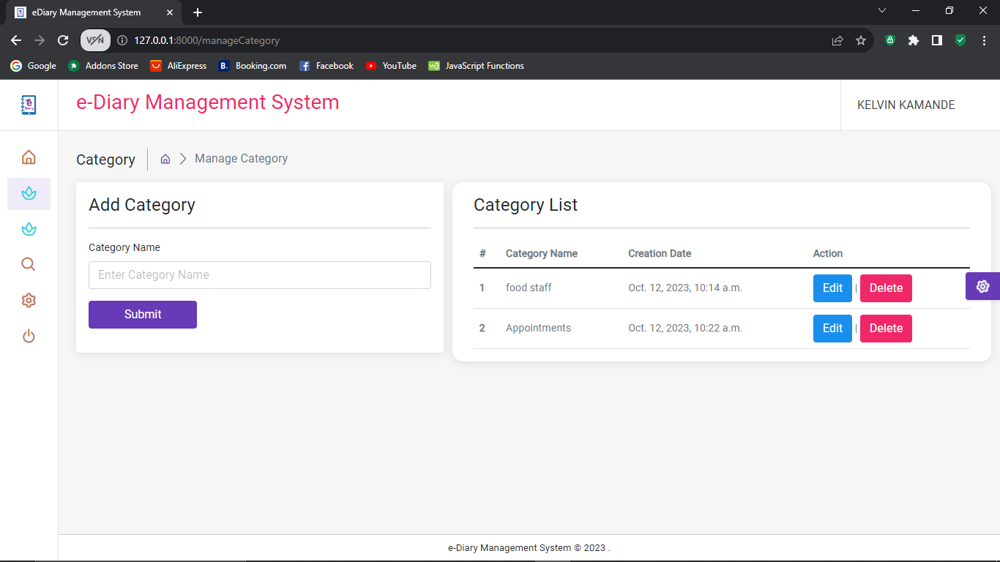 eDiary Management System
VPN
127.0.0.1:8000/manageCategory
Google Addons Store AliExpress B. Booking.com Facebook YouTube JavaScript Functions
e Diary
e-Diary Management System
KELVIN KAMANDE
Category Manage Category
Add Category
Category Name
Enter Category Name
Submit
Category List
# Category Name Creation Date Action
1 food staff Oct. 12, 2023, 10:14 a.m. Edit | Delete
2 Appointments Oct. 12, 2023, 10:22 a.m. Edit | Delete
e-Diary Management System © 2023 .